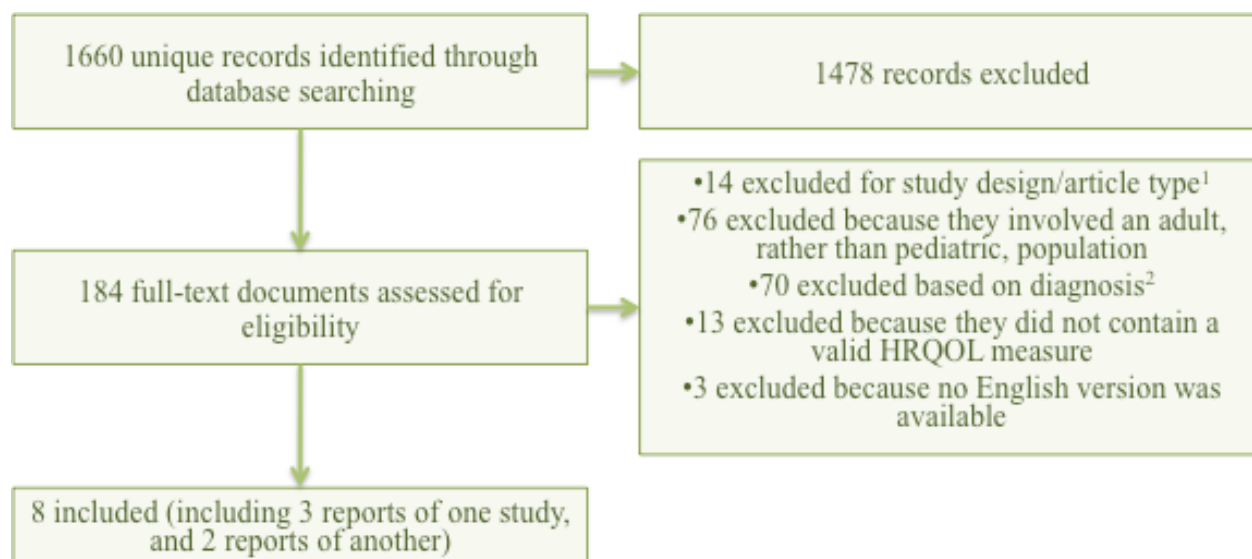 1660 unique records identified through
database searching
1478 records excluded
184 full-text documents assessed for
eligibility
•14 excluded for study design/article type¹
•76 excluded because they involved an adult,
rather than pediatric, population
•70 excluded based on diagnosis²
•13 excluded because they did not contain a
valid HRQOL measure
•3 excluded because no English version was
available
8 included (including 3 reports of one study,
and 2 reports of another)